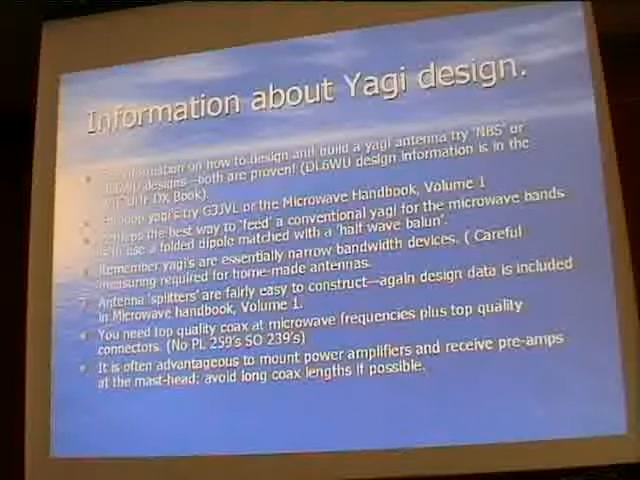 Information about Yagi design.
information on how to design and build a yagi antenna try 'NBS' or
DL6WU designs –both are proven! (DL6WU design information is in the
DX Book).
yagi's try G3JVL or the Microwave Handbook, Volume 1
the best way to 'feed' a conventional yagi for the microwave bands
use a folded dipole matched with a 'half wave balun'.
Remember yagi's are essentially narrow bandwidth devices. ( Careful
measuring required for home-made antennas.
Antenna 'splitters' are fairly easy to construct—again design data is included
in Microwave handbook, Volume 1.
You need top quality coax at microwave frequencies plus top quality
connectors. (No PL 259's SO 239's)
It is often advantageous to mount power amplifiers and receive pre-amps
at the mast-head: avoid long coax lengths if possible.